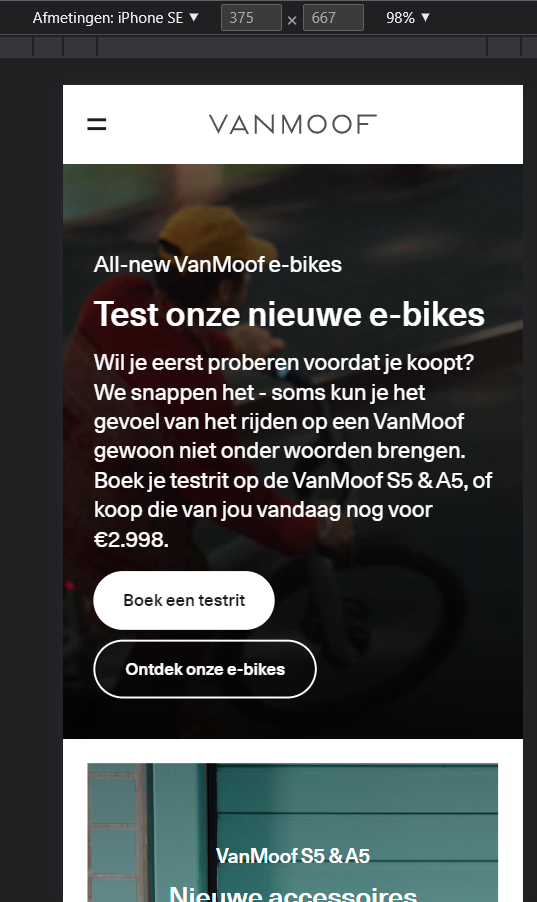 Afmetingen: iPhone SE ▼ 375 × 667 98% ▼
VANMOOF
All-new VanMoof e-bikes
Test onze nieuwe e-bikes
Wil je eerst proberen voordat je koopt?
We snappen het - soms kun je het
gevoel van het rijden op een VanMoof
gewoon niet onder woorden brengen.
Boek je testrit op de VanMoof S5 & A5, of
koop die van jou vandaag nog voor
€2.998.
Boek een testrit
Ontdek onze e-bikes
VanMoof S5 & A5
Nieuwe accessoires